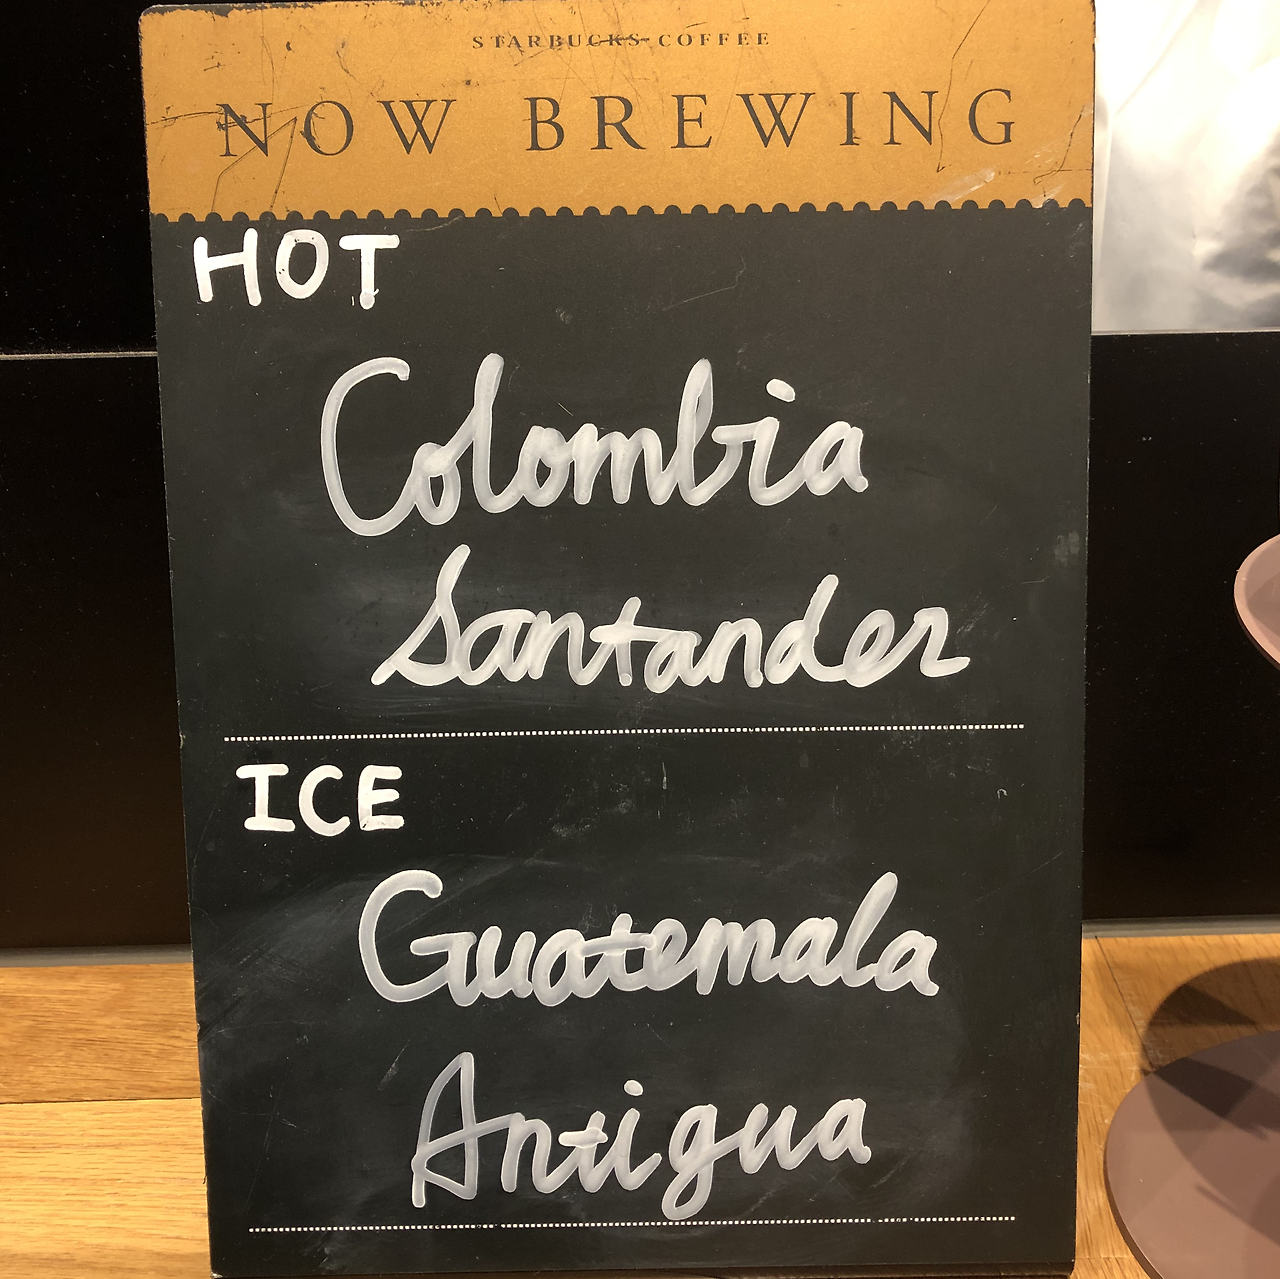 STARBUCKS COFFEE
NOW BREWING
HOT
Colombia
Santander
ICE
Guatemala
Antigua